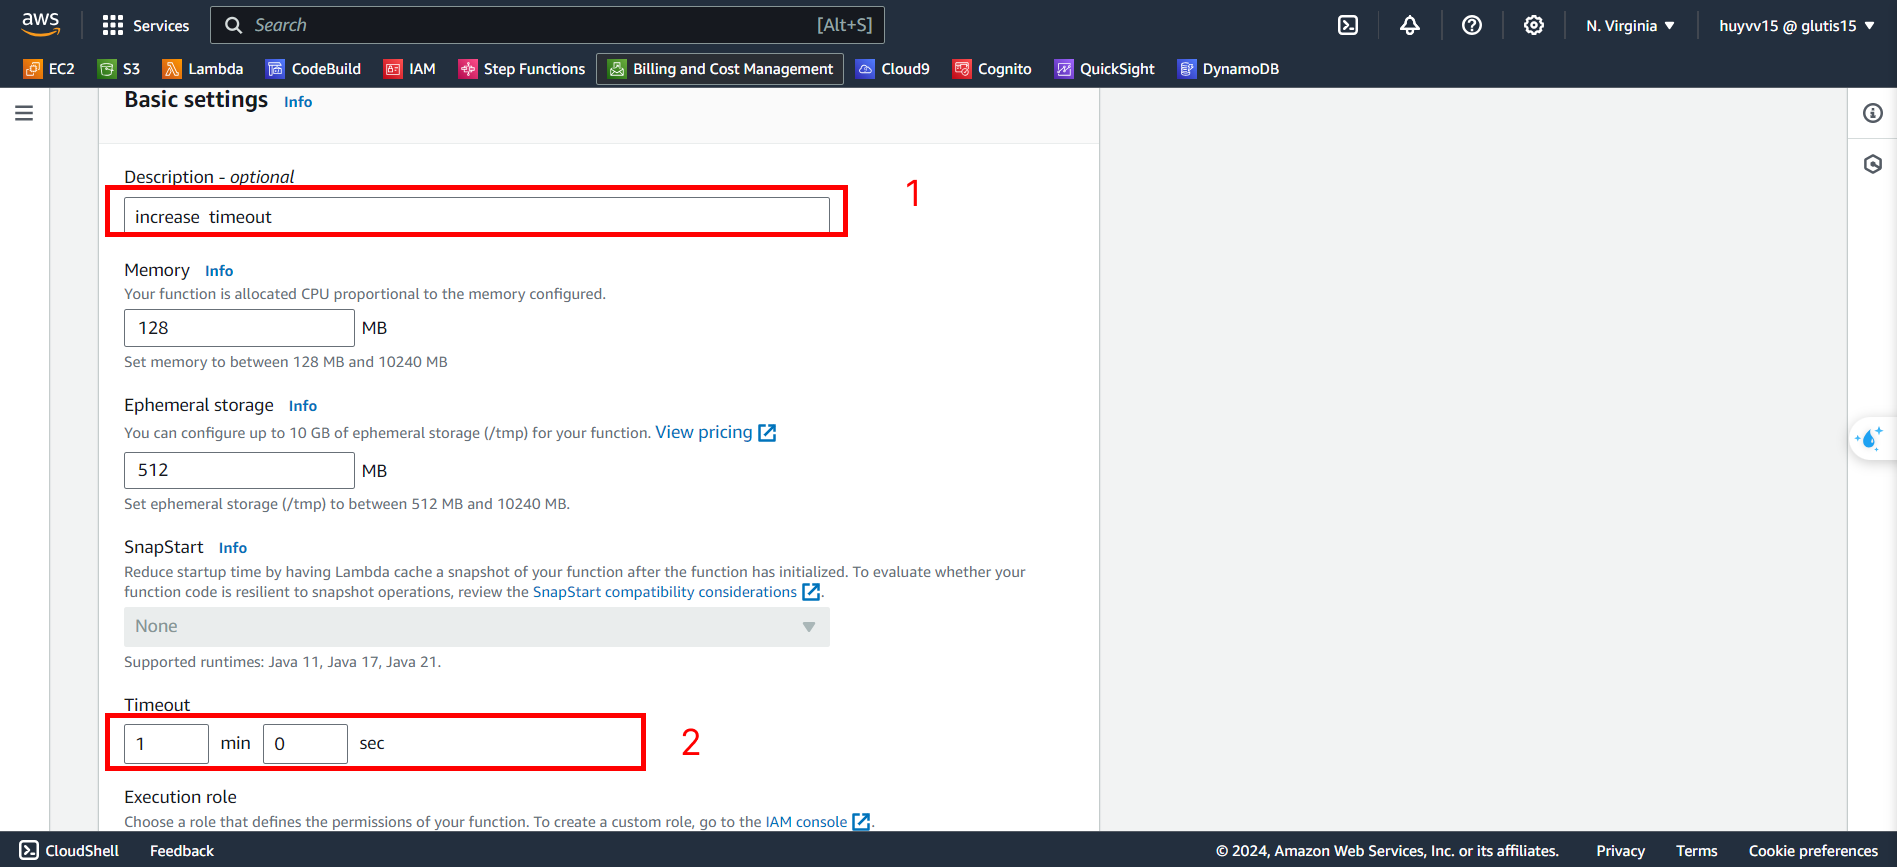 aws Services Search [Alt+S] N. Virginia huyvv15 @ glutis15
EC2 S3 Lambda CodeBuild IAM Step Functions Billing and Cost Management Cloud9 Cognito QuickSight DynamoDB
Basic settings Info
Description - optional
1
increase timeout
Memory Info
Your function is allocated CPU proportional to the memory configured.
128 MB
Set memory to between 128 MB and 10240 MB
Ephemeral storage Info
You can configure up to 10 GB of ephemeral storage (/tmp) for your function. View pricing
512 MB
Set ephemeral storage (/tmp) to between 512 MB and 10240 MB.
SnapStart Info
Reduce startup time by having Lambda cache a snapshot of your function after the function has initialized. To evaluate whether your
function code is resilient to snapshot operations, review the SnapStart compatibility considerations .
None
Supported runtimes: Java 11, Java 17, Java 21.
Timeout
1 min 0 sec 2
Execution role
Choose a role that defines the permissions of your function. To create a custom role, go to the IAM console .
CloudShell Feedback © 2024, Amazon Web Services, Inc. or its affiliates. Privacy Terms Cookie preferences